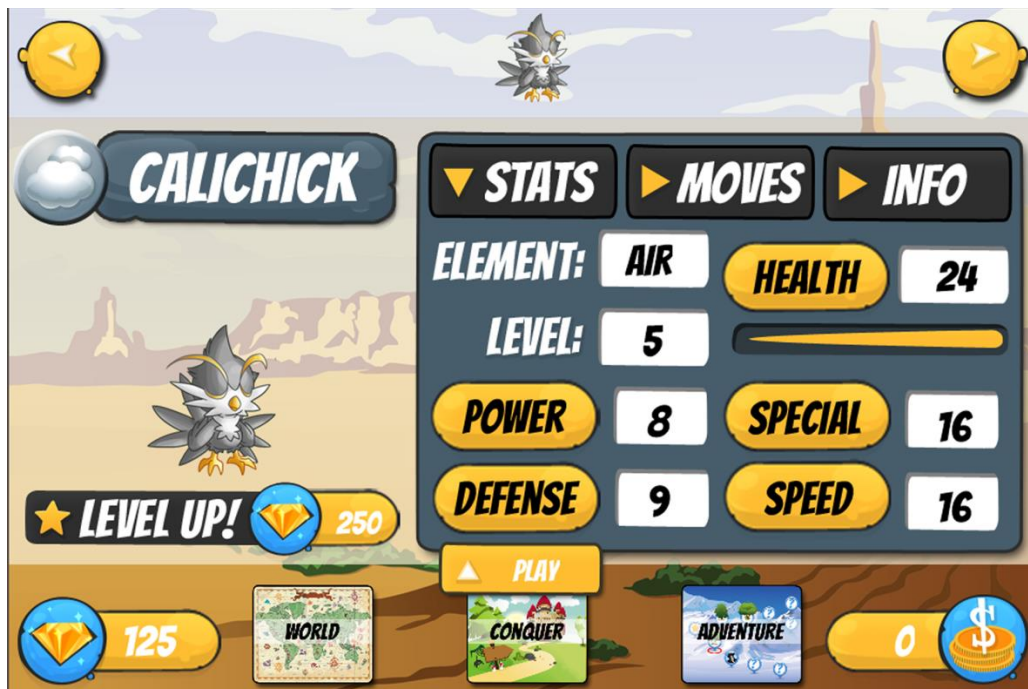 CALICHICK
STATS MOVES INFO
ELEMENT: AIR HEALTH 24
LEVEL: 5
POWER 8 SPECIAL 16
DEFENSE 9 SPEED 16
LEVEL UP! 250
PLAY
125 WORLD CONQUER ADVENTURE 0 $